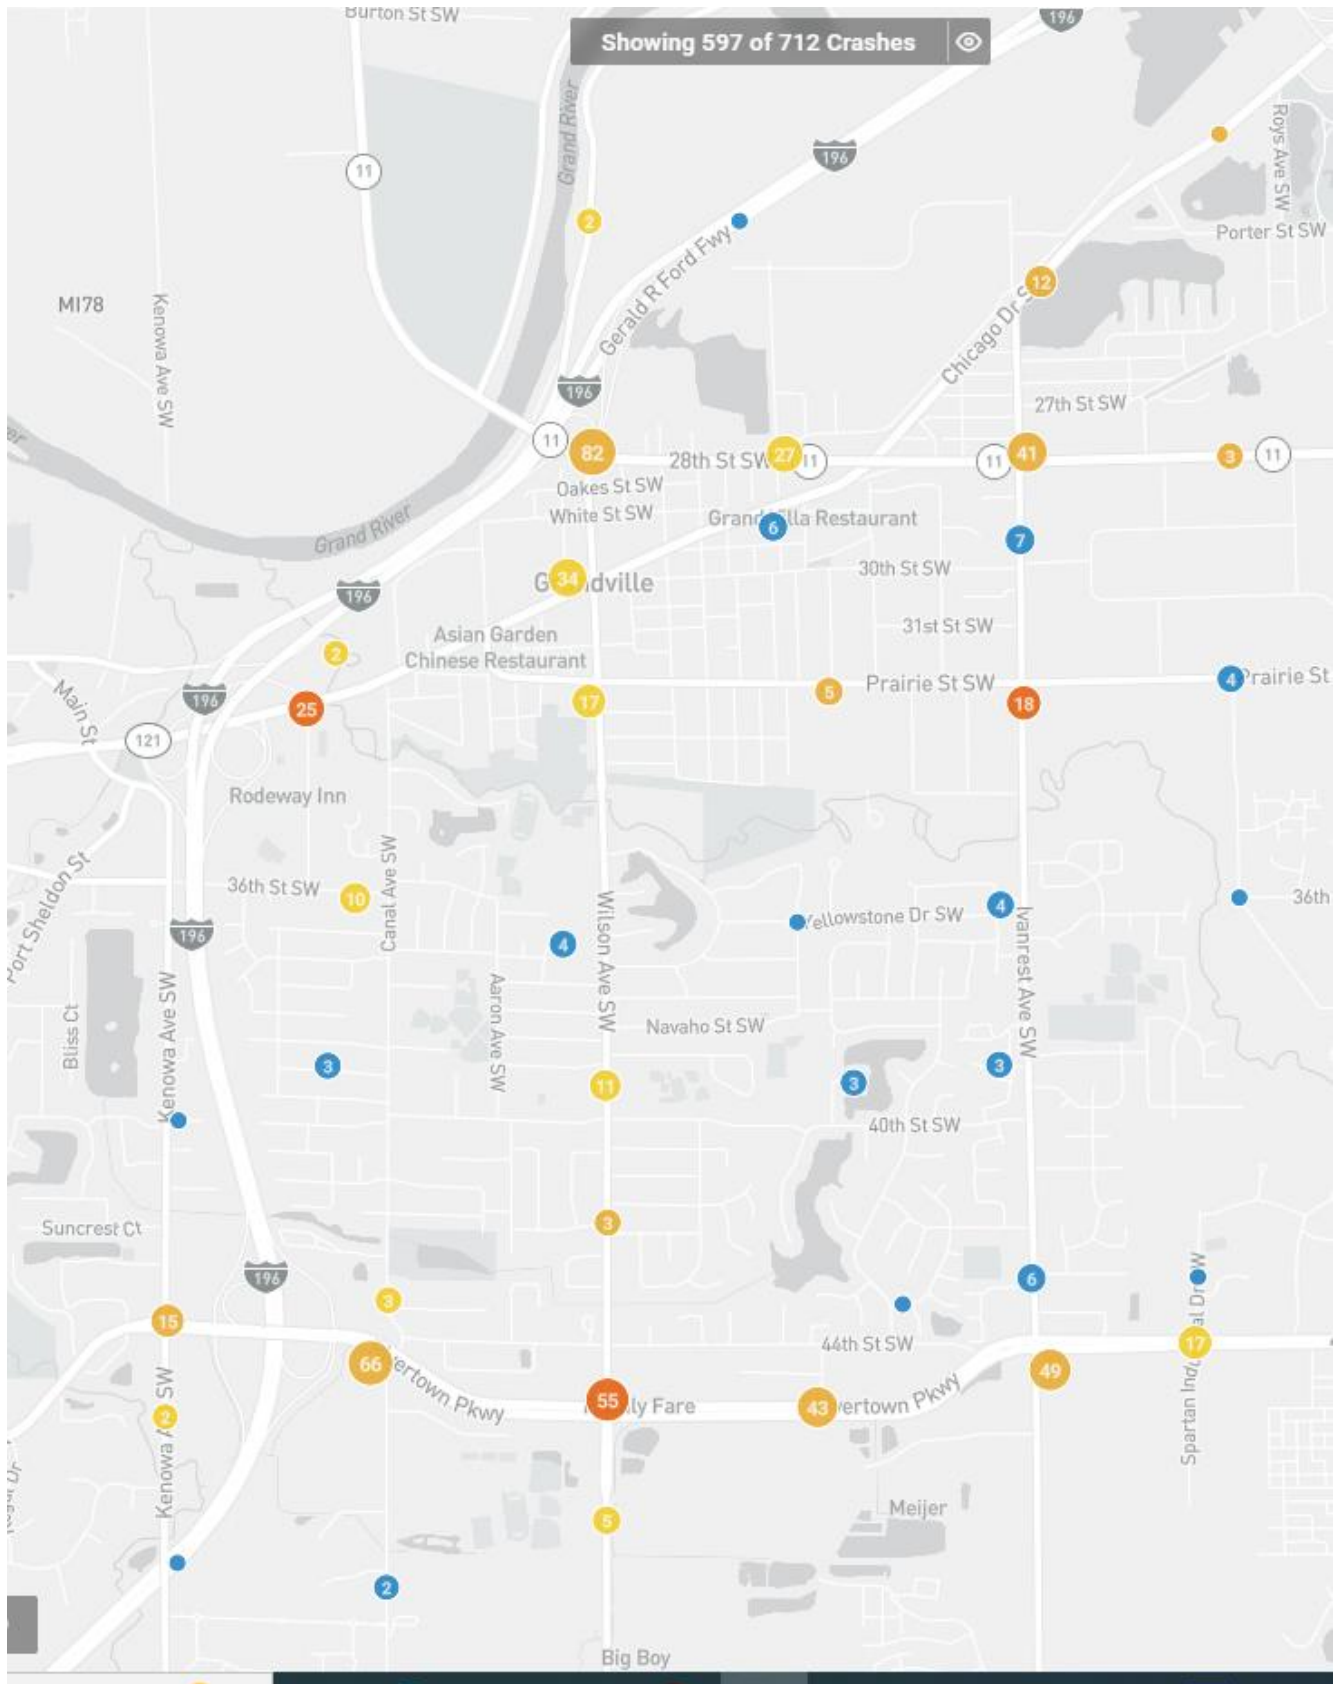 Burton St SW
196
Showing 597 of 712 Crashes
Grand River
Roys Ave SW
196
11
2
Porter St SW
Gerald R Ford Fwy
12
MI78
Kenowa Ave SW
Chicago Dr S
196
27th St SW
11
82
28th St SW
27
11
11
41
3
11
Oakes St SW
White St SW
Grand River
6
lla Restaurant
7
30th St SW
34
dville
196
31st St SW
Asian Garden
Chinese Restaurant
2
4
Prairie St
Prairie St SW
5
Main St
196
25
17
18
121
Rodeway Inn
Port Sheldon St
36th St SW
10
Canal Ave SW
Wilson Ave SW
4
Yellowstone Dr SW
36th
196
4
Ivanrest Ave SW
Bliss Ct
Kenowa Ave SW
Aaron Ave SW
Navaho St SW
3
11
3
3
40th St SW
Suncrest Ct
3
196
6
3
15
44th St SW
17
66
vertown Pkwy
55
ly Fare
43
vertown Pkwy
49
2
Kenowa A
SW
Spartan Indu
al Dr
W
5
Meijer
2
Big Boy